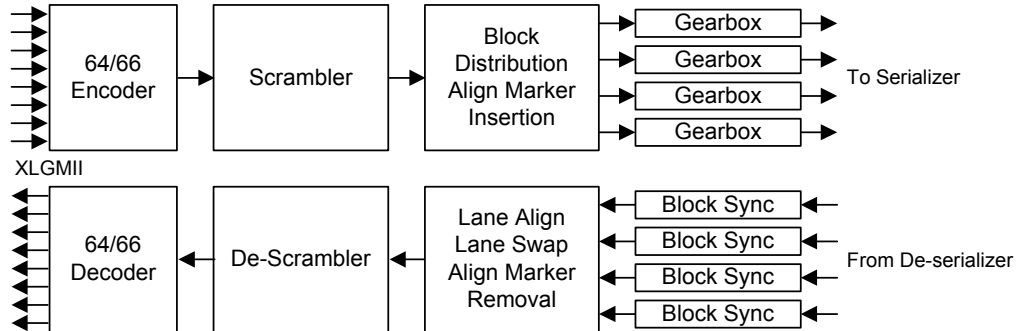 64/66
Encoder
Scrambler
Block
Distribution
Align Marker
Insertion
Gearbox
Gearbox
Gearbox
Gearbox
To Serializer
XLGMII
64/66
Decoder
De-Scrambler
Lane Align
Lane Swap
Align Marker
Removal
Block Sync
Block Sync
Block Sync
Block Sync
From De-serializer